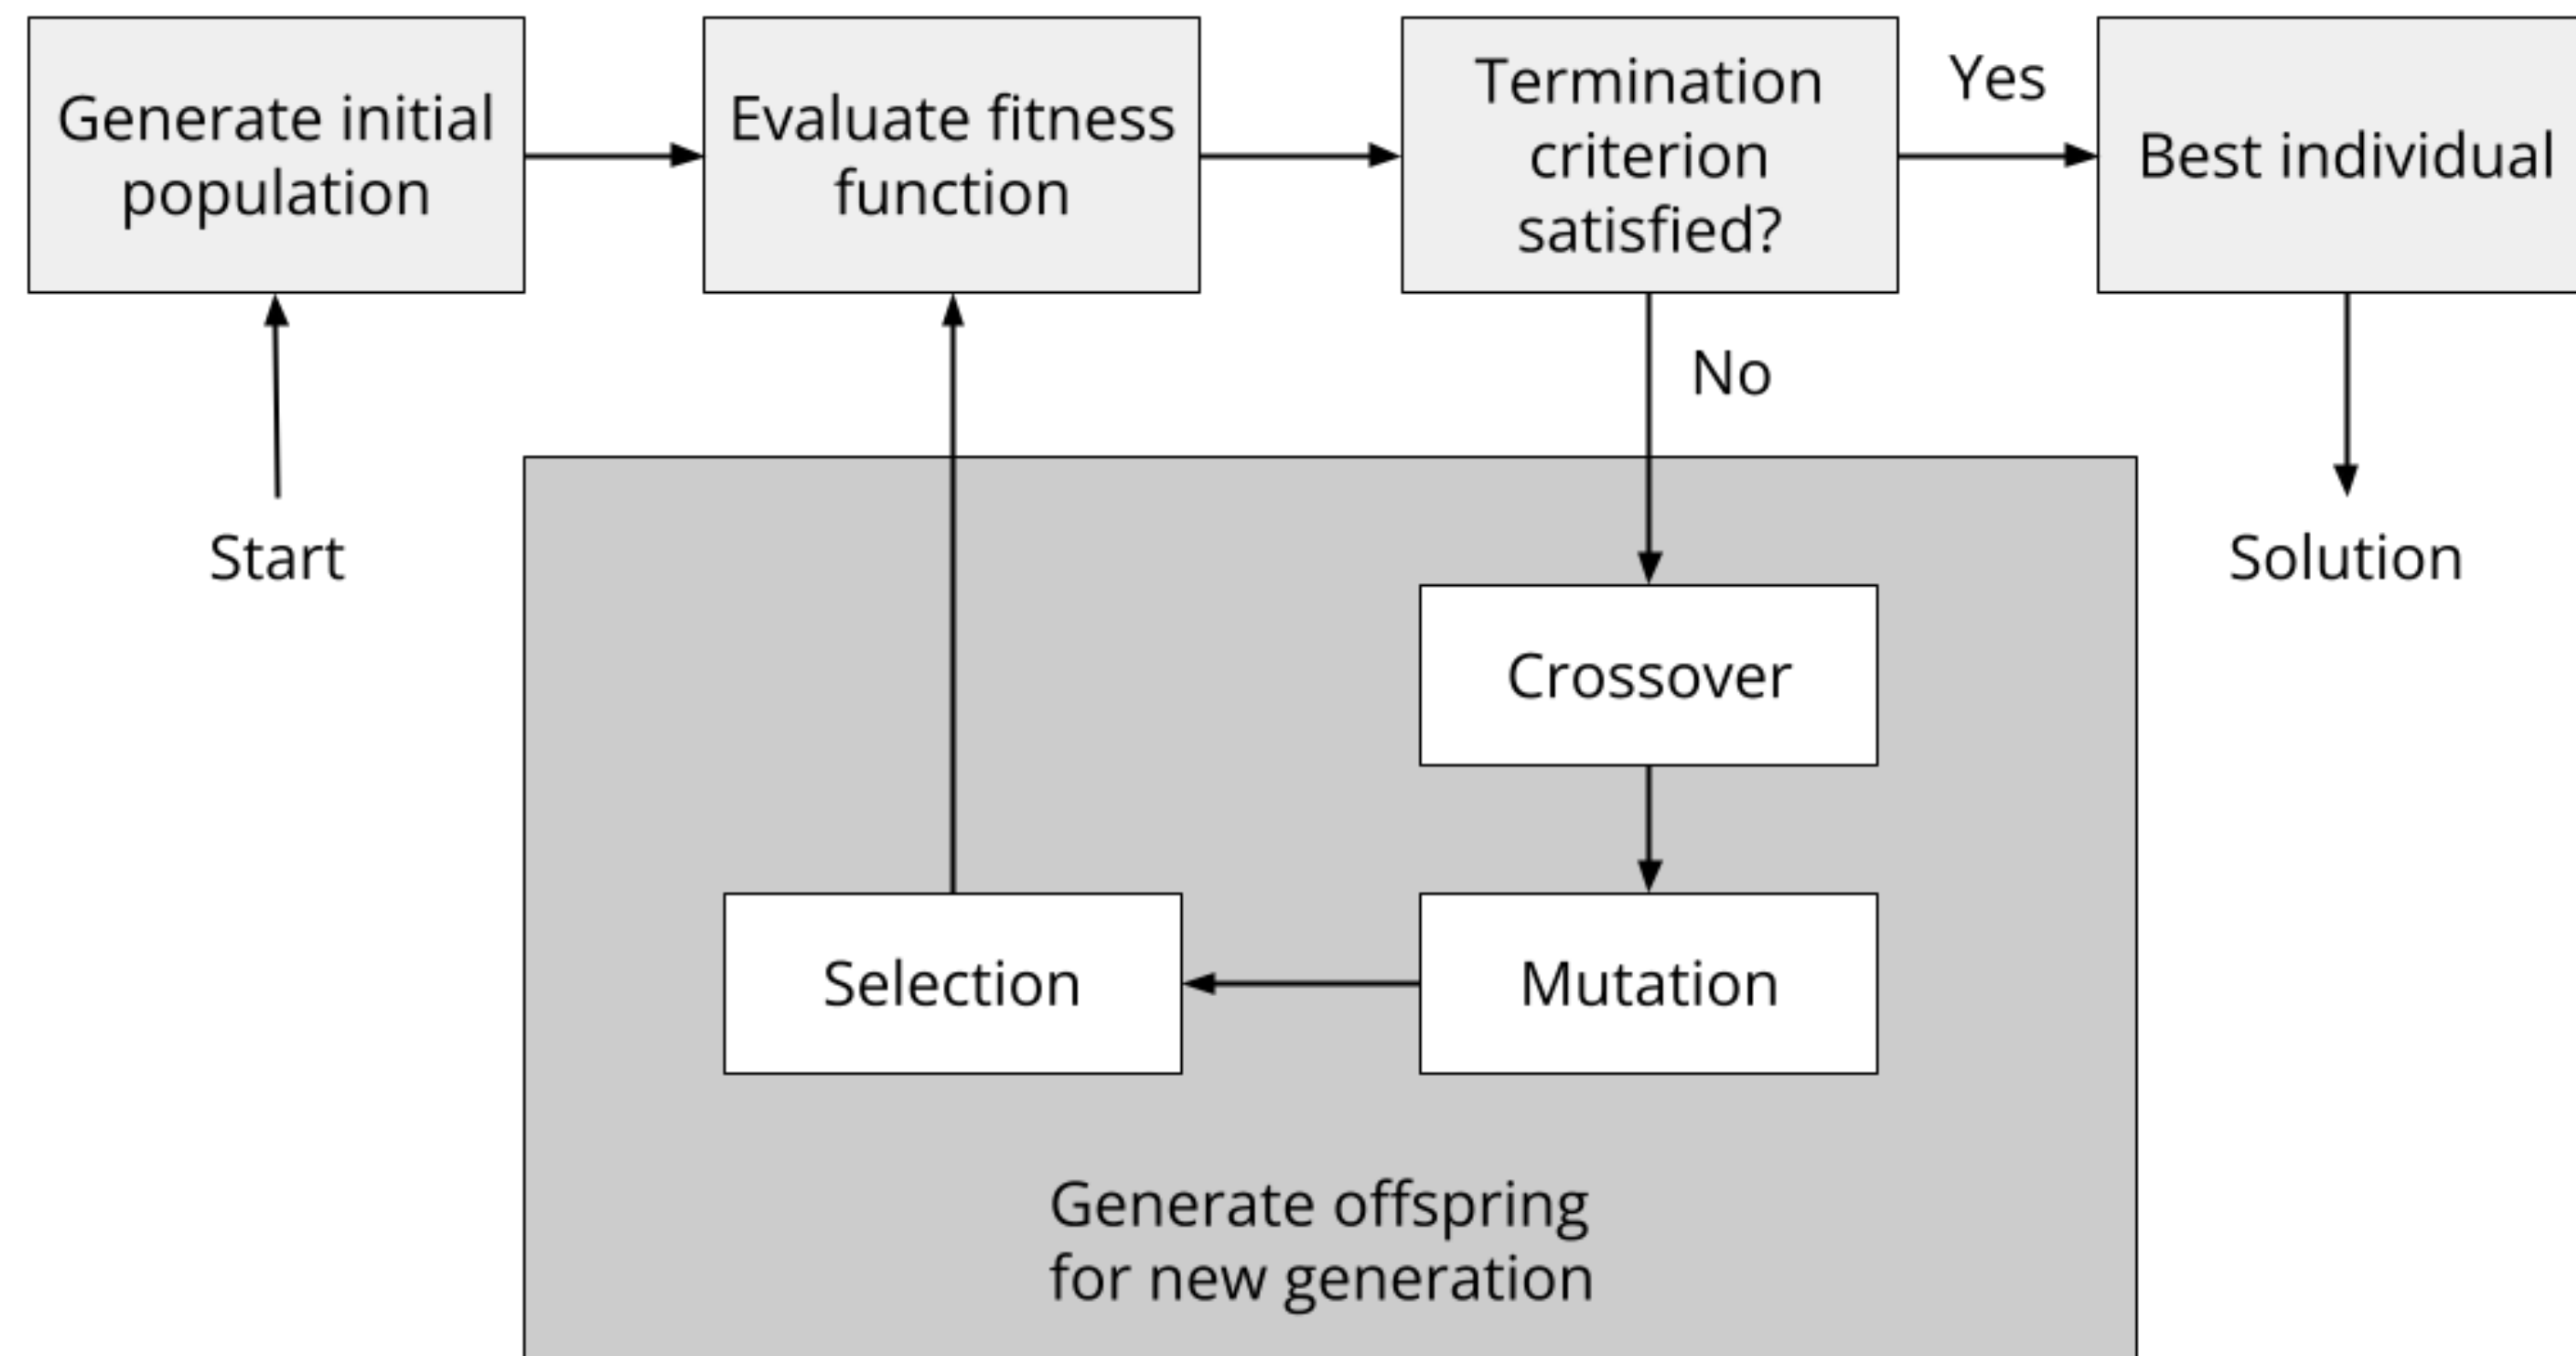 Generate initial
population
Evaluate fitness
function
Termination
criterion
satisfied?
Yes
Best individual
No
Start
Solution
Crossover
Selection
Mutation
Generate offspring
for new generation